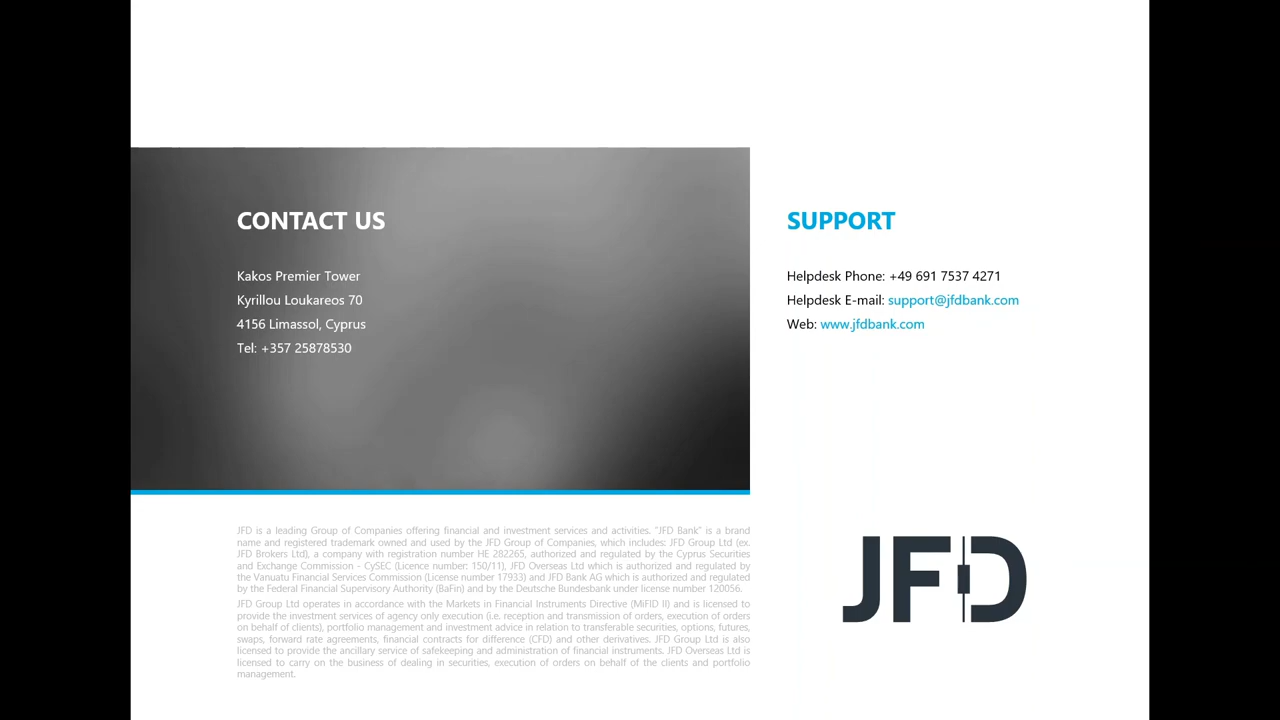 CONTACT US
Kakos Premier Tower
Kyrillou Loukareos 70
4156 Limassol, Cyprus
Tel: +357 25878530
SUPPORT
Helpdesk Phone: +49 691 7537 4271
Helpdesk E-mail: support@jfdbank.com
Web: www.jfdbank.com
JFD is a leading Group of Companies offering financial and investment services and activities. "JFD Bank" is a brand
name and registered trademark owned and used by the JFD Group of Companies, which includes: JFD Group Ltd (ex.
JFD Brokers Ltd), a company with registration number HE 282265, authorized and regulated by the Cyprus Securities
and Exchange Commission - CySEC (Licence number: 150/11), JFD Overseas Ltd which is authorized and regulated by
the Vanuatu Financial Services Commission (License number 17933) and JFD Bank AG which is authorized and regulated
by the Federal Financial Supervisory Authority (BaFin) and by the Deutsche Bundesbank under license number 120056.
JFD Group Ltd operates in accordance with the Markets in Financial Instruments Directive (MiFID II) and is licensed to
provide the investment services of agency only execution (i.e. reception and transmission of orders, execution of orders
on behalf of clients), portfolio management and investment advice in relation to transferable securities, options, futures,
swaps, forward rate agreements, financial contracts for difference (CFD) and other derivatives. JFD Group Ltd is also
licensed to provide the ancillary service of safekeeping and administration of financial instruments. JFD Overseas Ltd is
licensed to carry on the business of dealing in securities, execution of orders on behalf of the clients and portfolio
management.
JFD